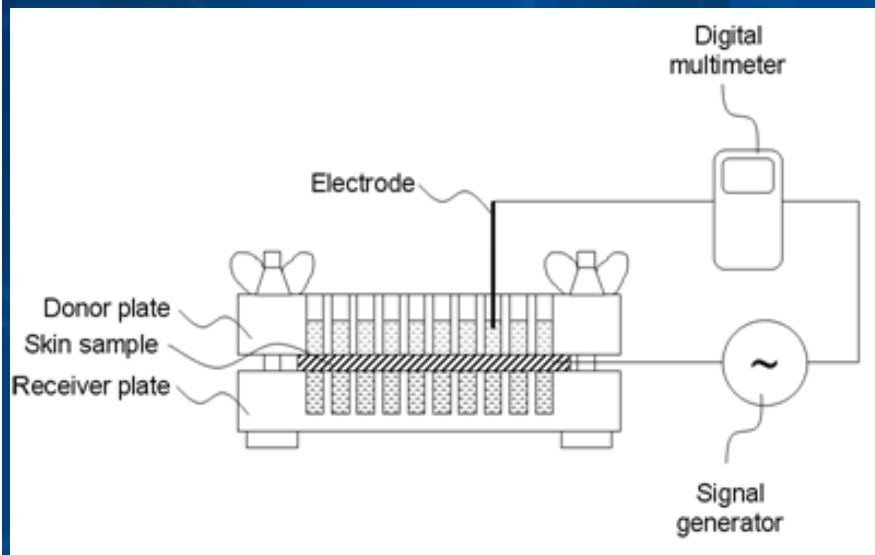 Digital
multimeter
Electrode
Donor plate
Skin sample
Receiver plate
~
Signal
generator